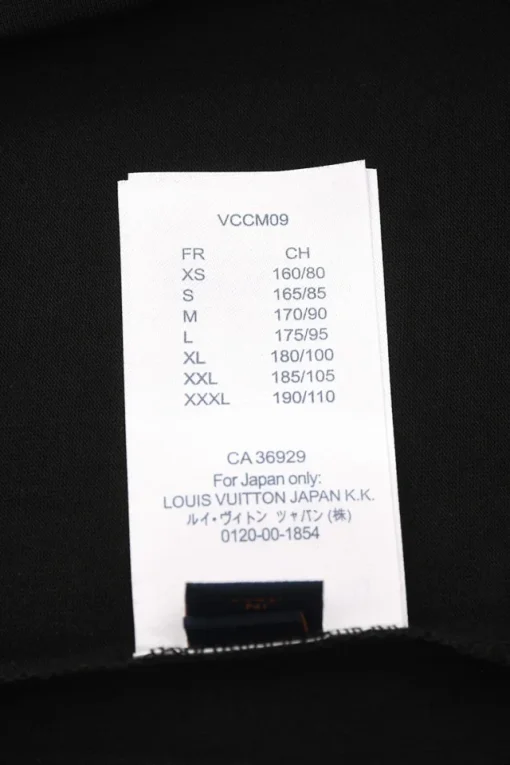 VCCM09
FR CH
XS 160/80
S 165/85
M 170/90
L 175/95
XL 180/100
XXL 185/105
XXXL 190/110
CA 36929
For Japan only:
LOUIS VUITTON JAPAN K.K.
ルイ・ヴィトン ツャパン(株)
0120-00-1854